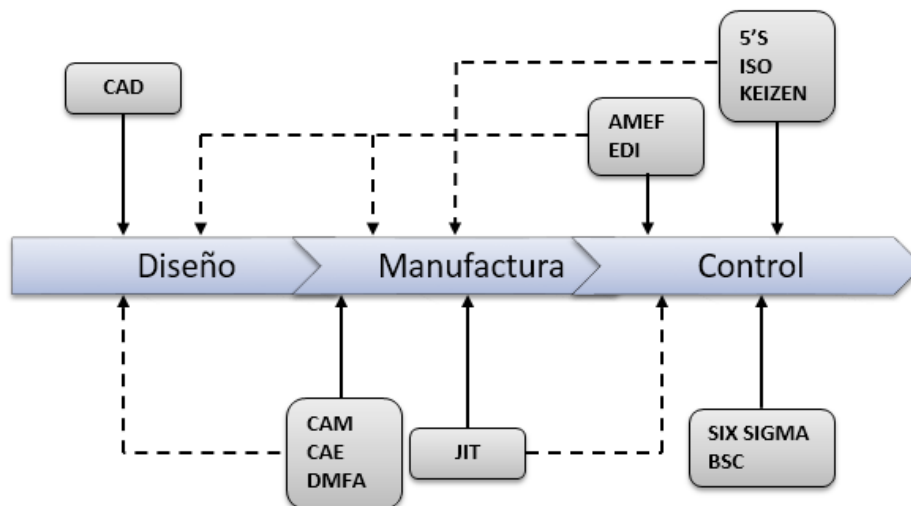 5'S
ISO
KEIZEN
CAD
AMEF
EDI
Diseño
Manufactura
Control
CAM
CAE
DMFA
JIT
SIX SIGMA
BSC